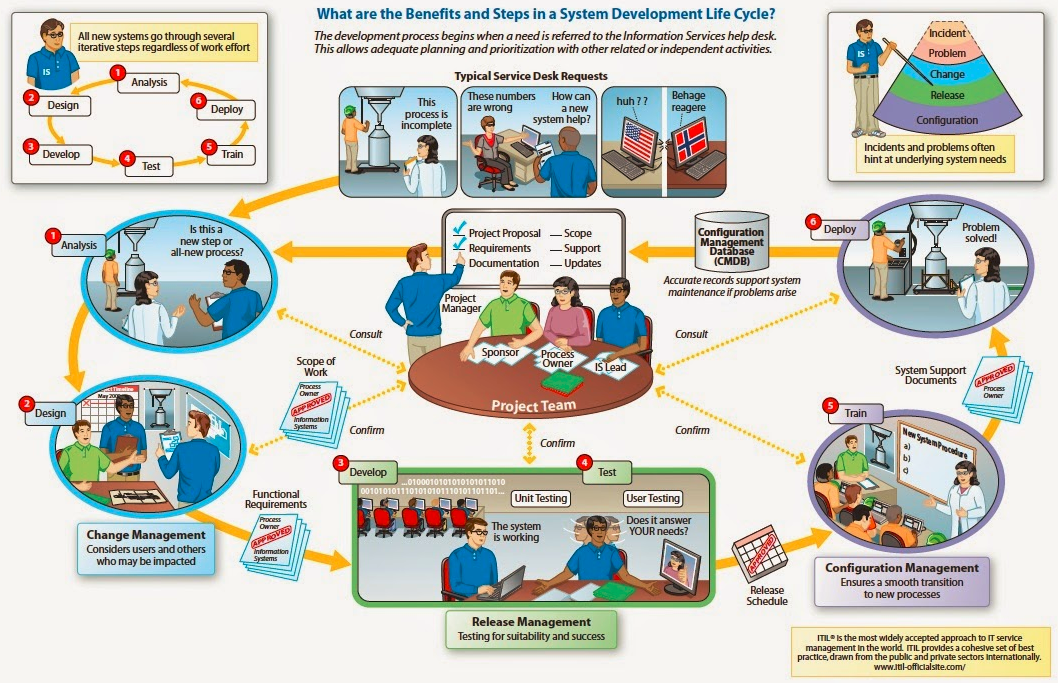 What are the Benefits and Steps in a System Development Life Cycle?
The development process begins when a need is referred to the Information Services help desk.
This allows adequate planning and prioritization with other related or independent activities.
IS
All new systems go through several
iterative steps regardless of work effort
1
Analysis
2
Design
3
Develop
4
Test
5
Train
6
Deploy
Typical Service Desk Requests
This
process is
incomplete
These numbers
are wrong
How can
a new
system help?
huh ? ?
Behage
reagere
IS
Incident
Problem
Change
Release
Configuration
Incidents and problems often
hint at underlying system needs
1
Analysis
Is this a
new step or
all-new process?
Project Proposal
Requirements
Documentation
Scope
Support
Updates
Project
Manager
Sponsor
Process
Owner
IS Lead
Project Team
Configuration
Management
Database
(CMDB)
Accurate records support system
maintenance if problems arise
6
Deploy
Problem
solved!
Consult
Consult
Confirm
Confirm
Confirm
Scope of
Work
Process
Owner
APPROVED
Information
Systems
2
Design
Change Management
Considers users and others
who may be impacted
Functional
Requirements
Process
Owner
APPROVED
Information
Systems
3
Develop
4
Test
...010001010101010101011010
Unit Testing
User Testing
The system
is working
Does it answer
YOUR needs?
Release Management
Testing for suitability and success
APPROVED
Release
Schedule
5
Train
New System Procedure
a)
b)
c)
System Support
Documents
APPROVED
Process
Owner
Configuration Management
Ensures a smooth transition
to new processes
ITIL® is the most widely accepted approach to IT service
management in the world. ITIL provides a cohesive set of best
practice, drawn from the public and private sectors internationally.
www.itil-officialsite.com/